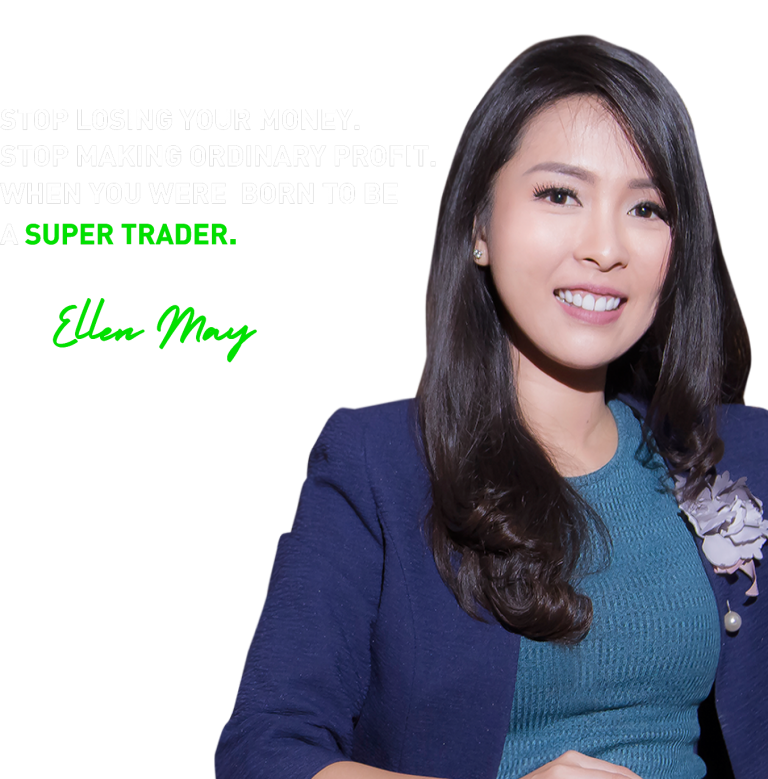 STOP LOSING YOUR MONEY.
STOP MAKING ORDINARY PROFIT.
WHEN YOU WERE BORN TO BE
A SUPER TRADER.
Ellen May